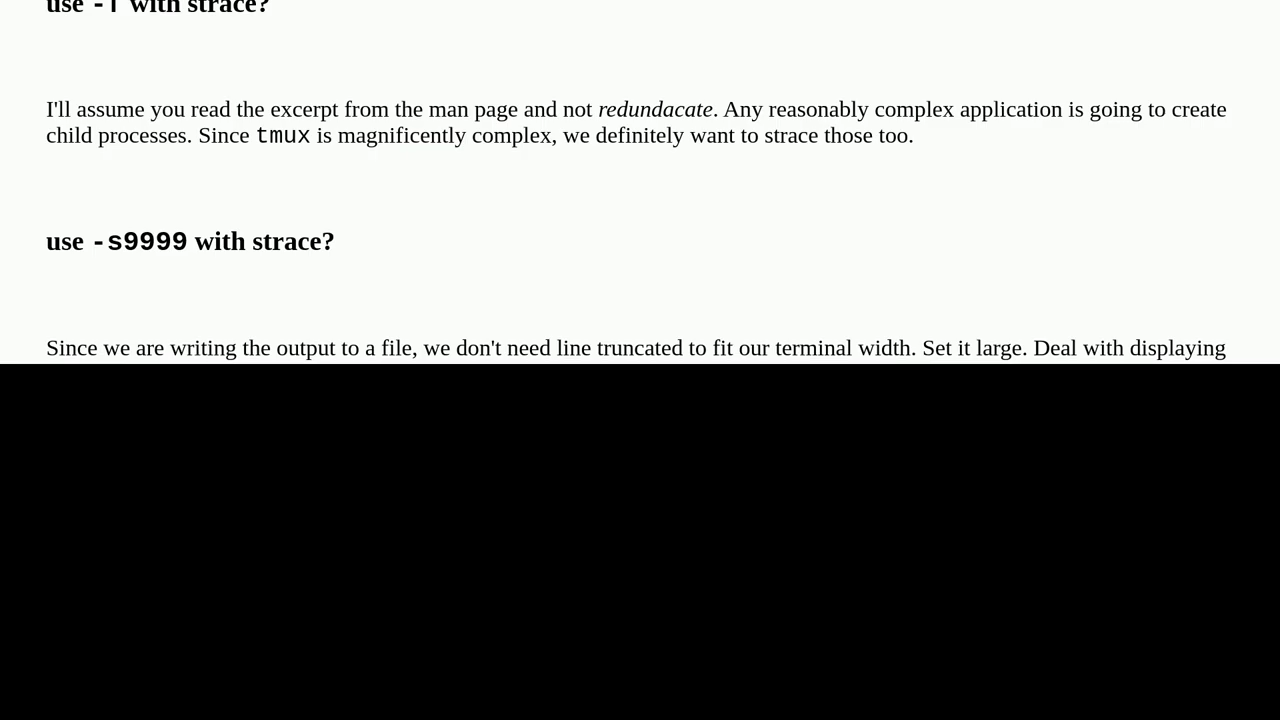 use -f with strace?
I'll assume you read the excerpt from the man page and not redundacate. Any reasonably complex application is going to create
child processes. Since tmux is magnificently complex, we definitely want to strace those too.
use -s9999 with strace?
Since we are writing the output to a file, we don't need line truncated to fit our terminal width. Set it large. Deal with displaying